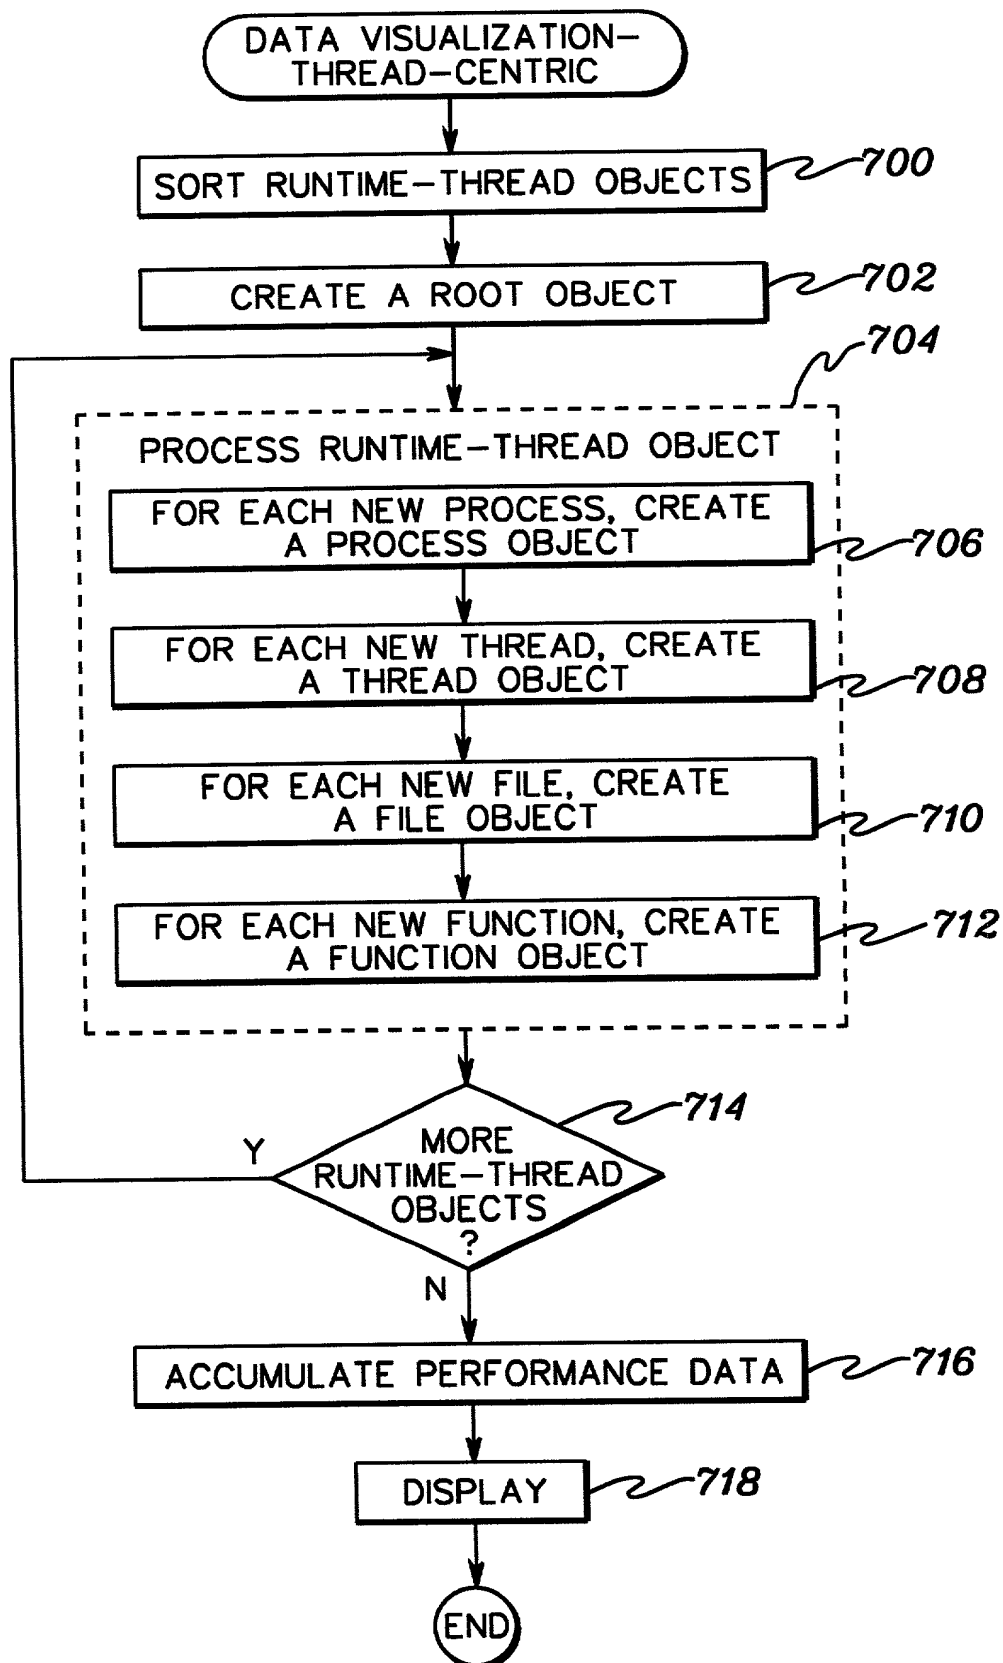 DATA VISUALIZATION-
THREAD-CENTRIC
SORT RUNTIME-THREAD OBJECTS
700
CREATE A ROOT OBJECT
702
704
PROCESS RUNTIME-THREAD OBJECT
FOR EACH NEW PROCESS, CREATE
A PROCESS OBJECT
706
FOR EACH NEW THREAD, CREATE
A THREAD OBJECT
708
FOR EACH NEW FILE, CREATE
A FILE OBJECT
710
FOR EACH NEW FUNCTION, CREATE
A FUNCTION OBJECT
712
714
Y
MORE
RUNTIME-THREAD
OBJECTS
?
N
ACCUMULATE PERFORMANCE DATA
716
DISPLAY
718
END